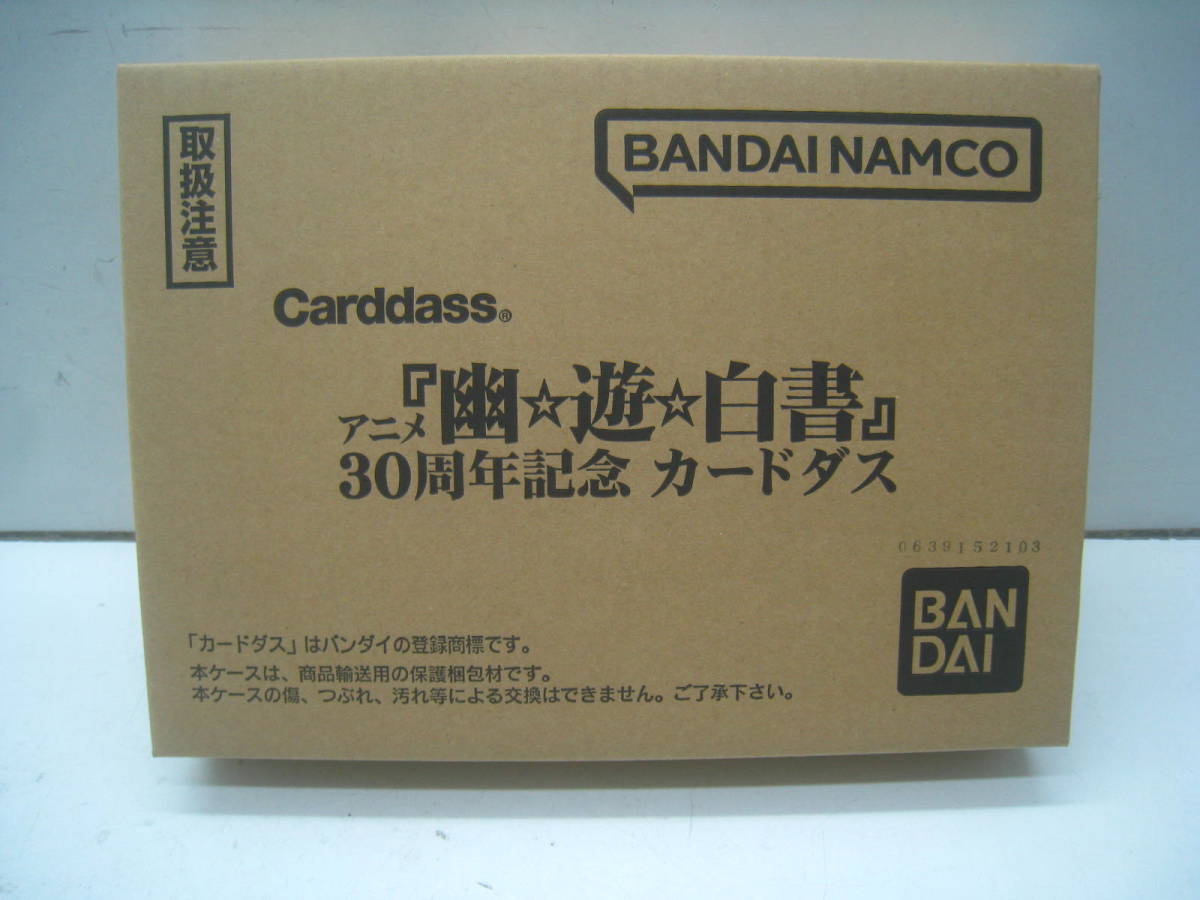 取扱注意
BANDAI NAMCO
Carddass®
アニメ『幽☆遊☆白書』
30周年記念 カードダス
0639152103
BAN
DAI
「カードダス」はバンダイの登録商標です。
本ケースは、商品輸送用の保護梱包材です。
本ケースの傷、つぶれ、汚れ等による交換はできません。ご了承下さい。